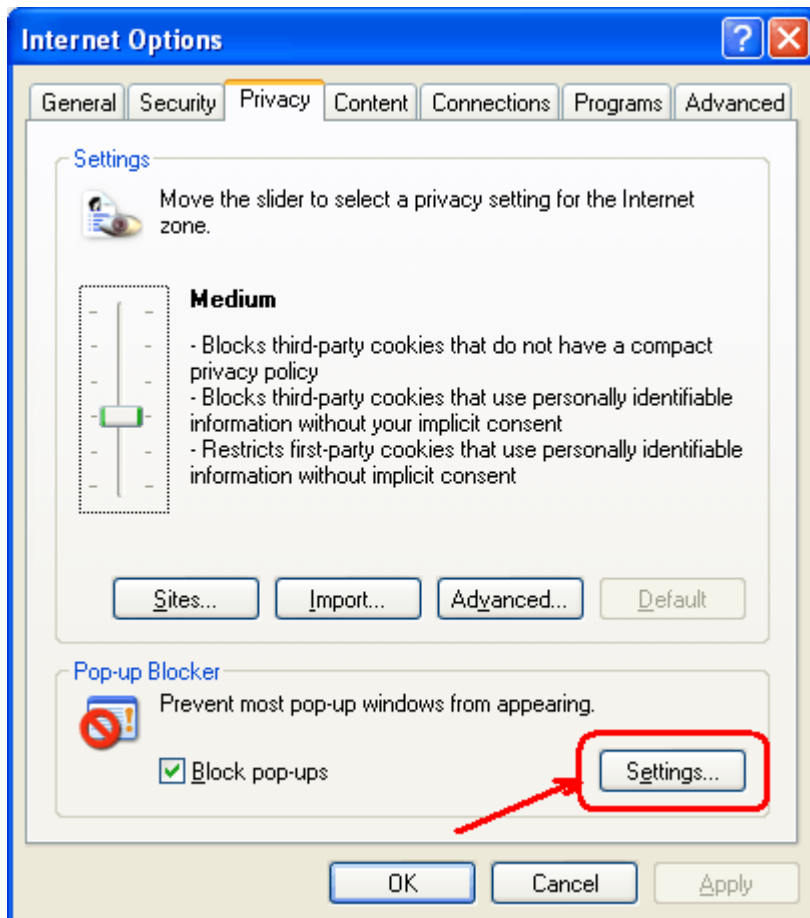 Internet Options
?
General Security Privacy Content Connections Programs Advanced
Settings
Move the slider to select a privacy setting for the Internet
zone.
Medium
- Blocks third-party cookies that do not have a compact
privacy policy
- Blocks third-party cookies that use personally identifiable
information without your implicit consent
- Restricts first-party cookies that use personally identifiable
information without implicit consent
Sites... Import... Advanced... Default
Pop-up Blocker
Prevent most pop-up windows from appearing.
Block pop-ups
Settings...
OK Cancel Apply